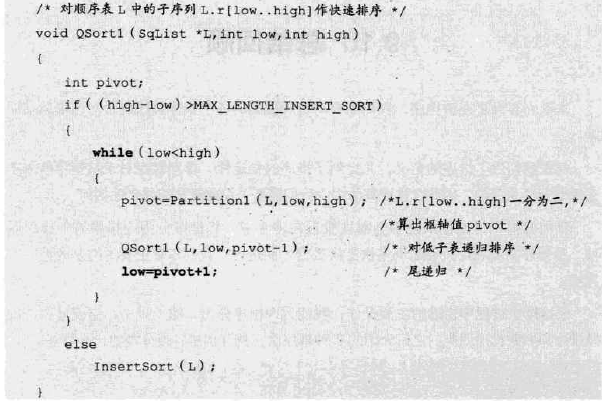 /* 对顺序表 L 中的子序列 L.r[low..high]作快速排序 */
void QSort1(SqList *L,int low,int high)
{
int pivot;
if((high-low)>MAX_LENGTH_INSERT_SORT)
{
while(low<high)
{
pivot=Partition1(L,low,high); /*L.r[low..high]一分为二,*/
/*算出枢轴值 pivot */
QSort1(L,low,pivot-1); /* 对低子表递归排序 */
low=pivot+1; /* 尾递归 */
}
}
else
InsertSort(L);
}